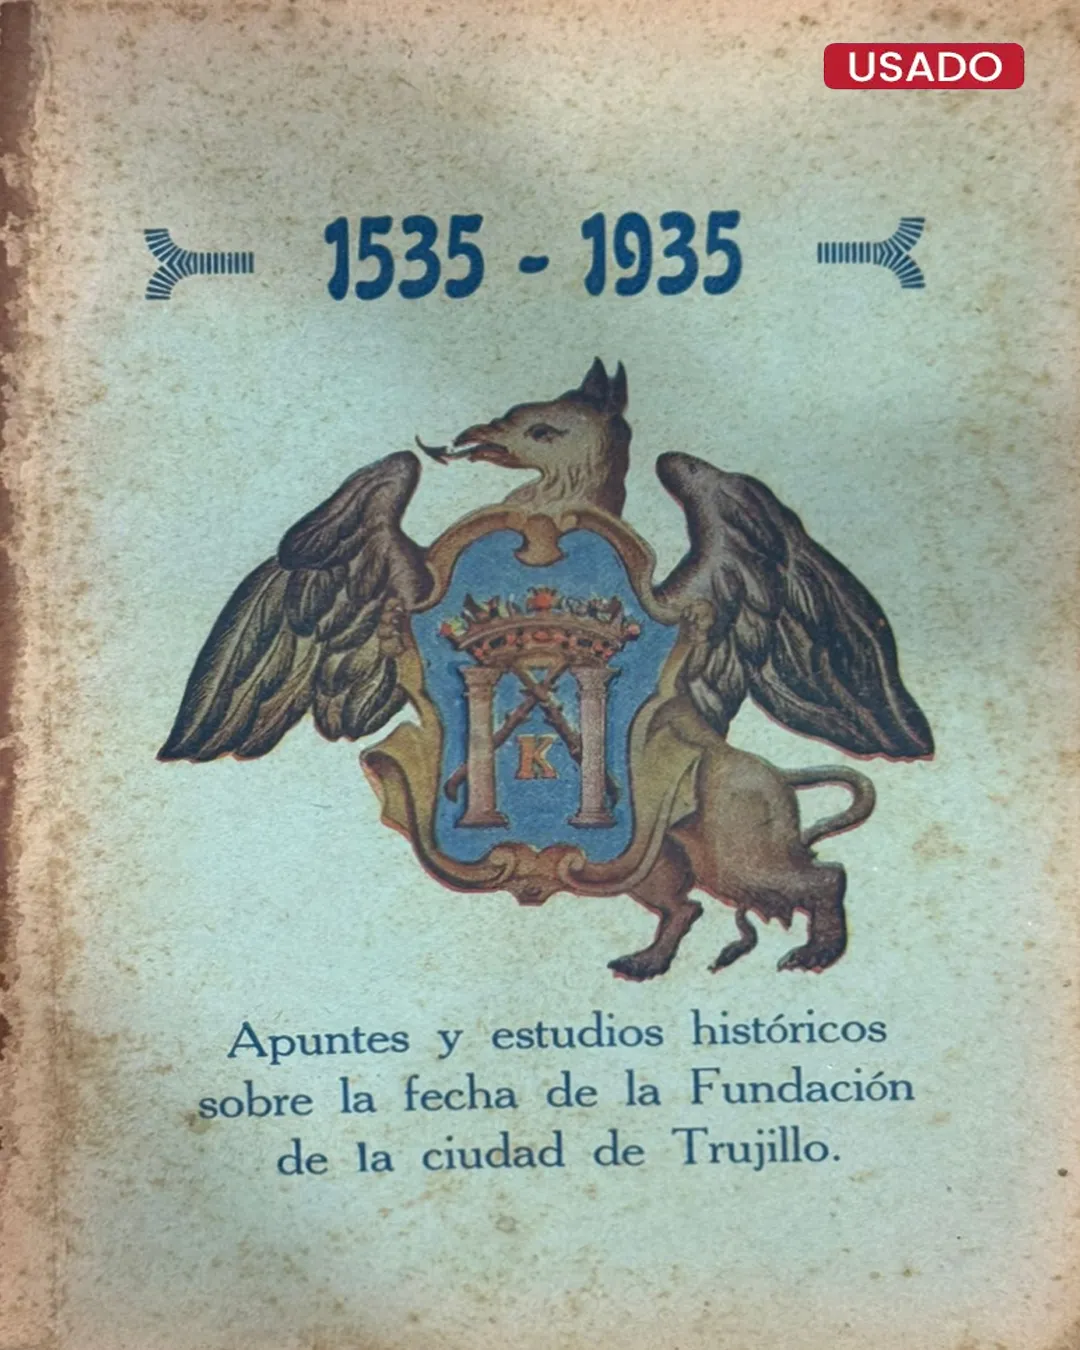 USADO
1535 - 1935
K
Apuntes y estudios históricos
sobre la fecha de la Fundación
de la ciudad de Trujillo.